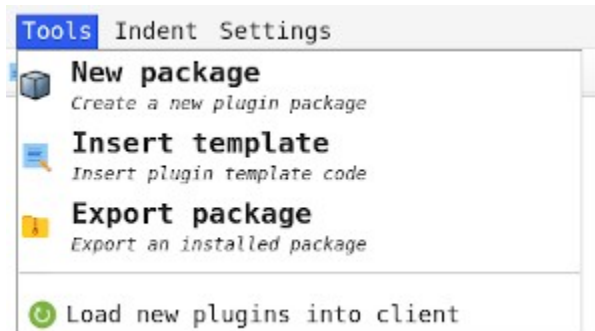 Tools Indent Settings
New package
Create a new plugin package
Insert template
Insert plugin template code
Export package
Export an installed package
Load new plugins into client